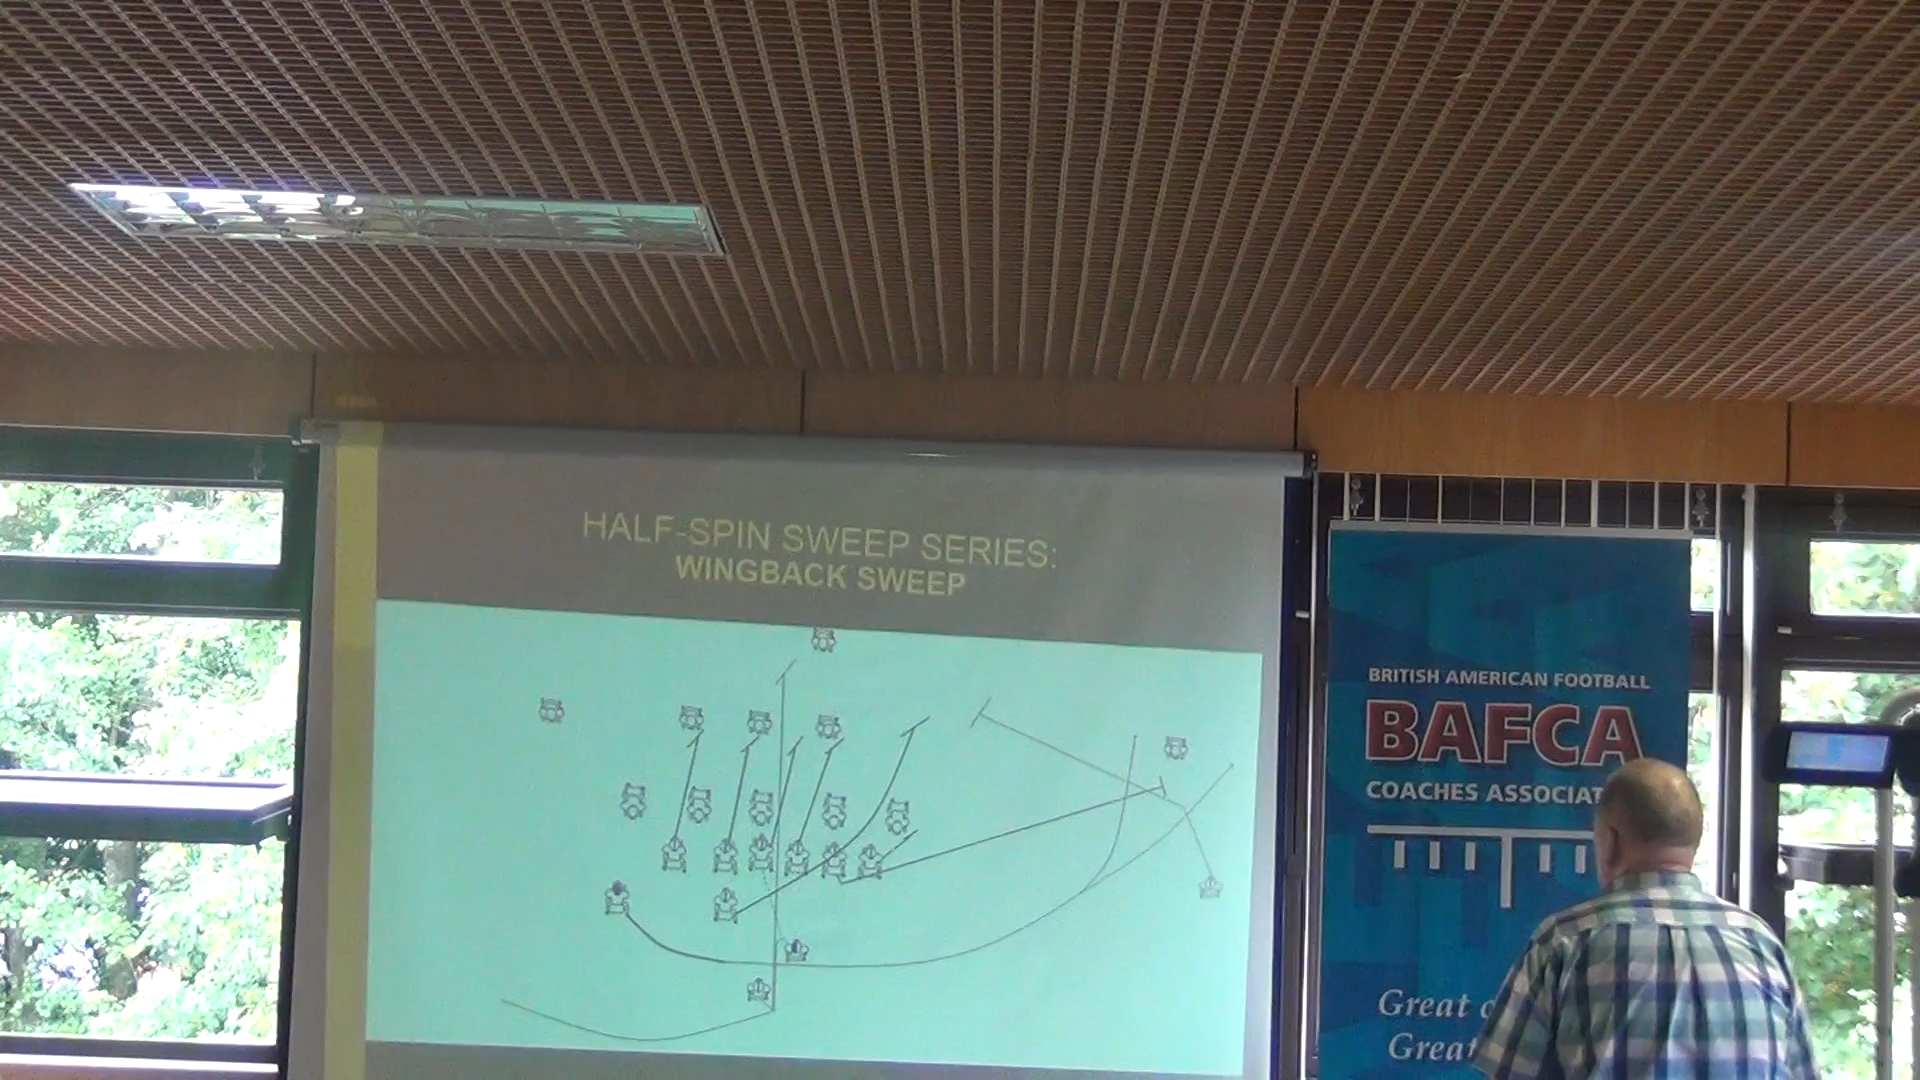 HALF-SPIN SWEEP SERIES:
WINGBACK SWEEP
BRITISH AMERICAN FOOTBALL
BAFCA
COACHES ASSOCIAT
Great
Great